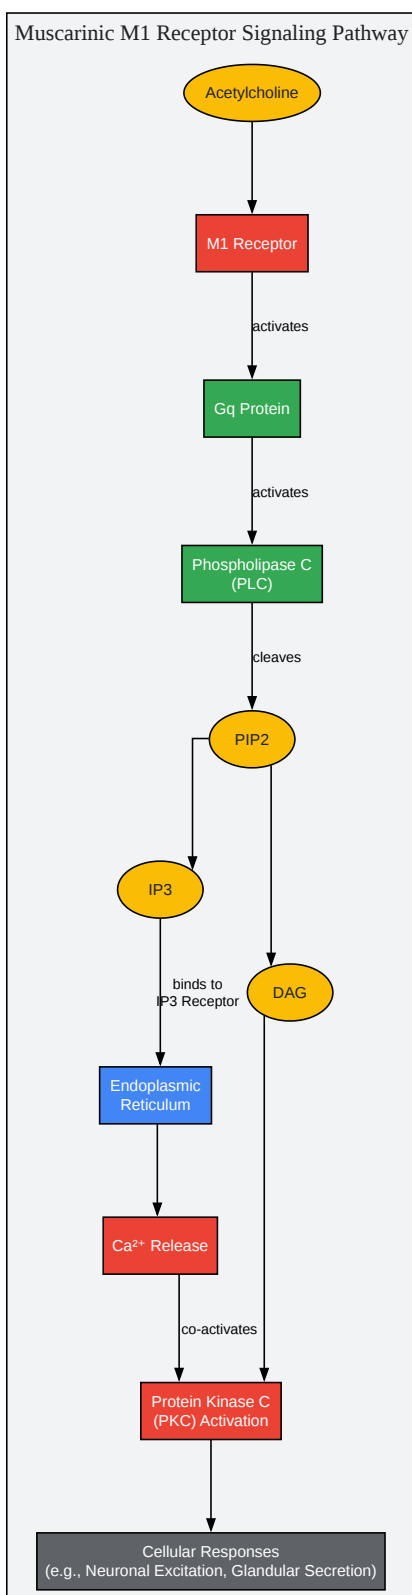 Muscarinic M1 Receptor Signaling Pathway
Acetylcholine
M1 Receptor
activates
Gq Protein
activates
Phospholipase C
(PLC)
cleaves
PIP2
IP3
binds to
IP3 Receptor
DAG
Endoplasmic
Reticulum
Ca²⁺ Release
co-activates
Protein Kinase C
(PKC) Activation
Cellular Responses
(e.g., Neuronal Excitation, Glandular Secretion)